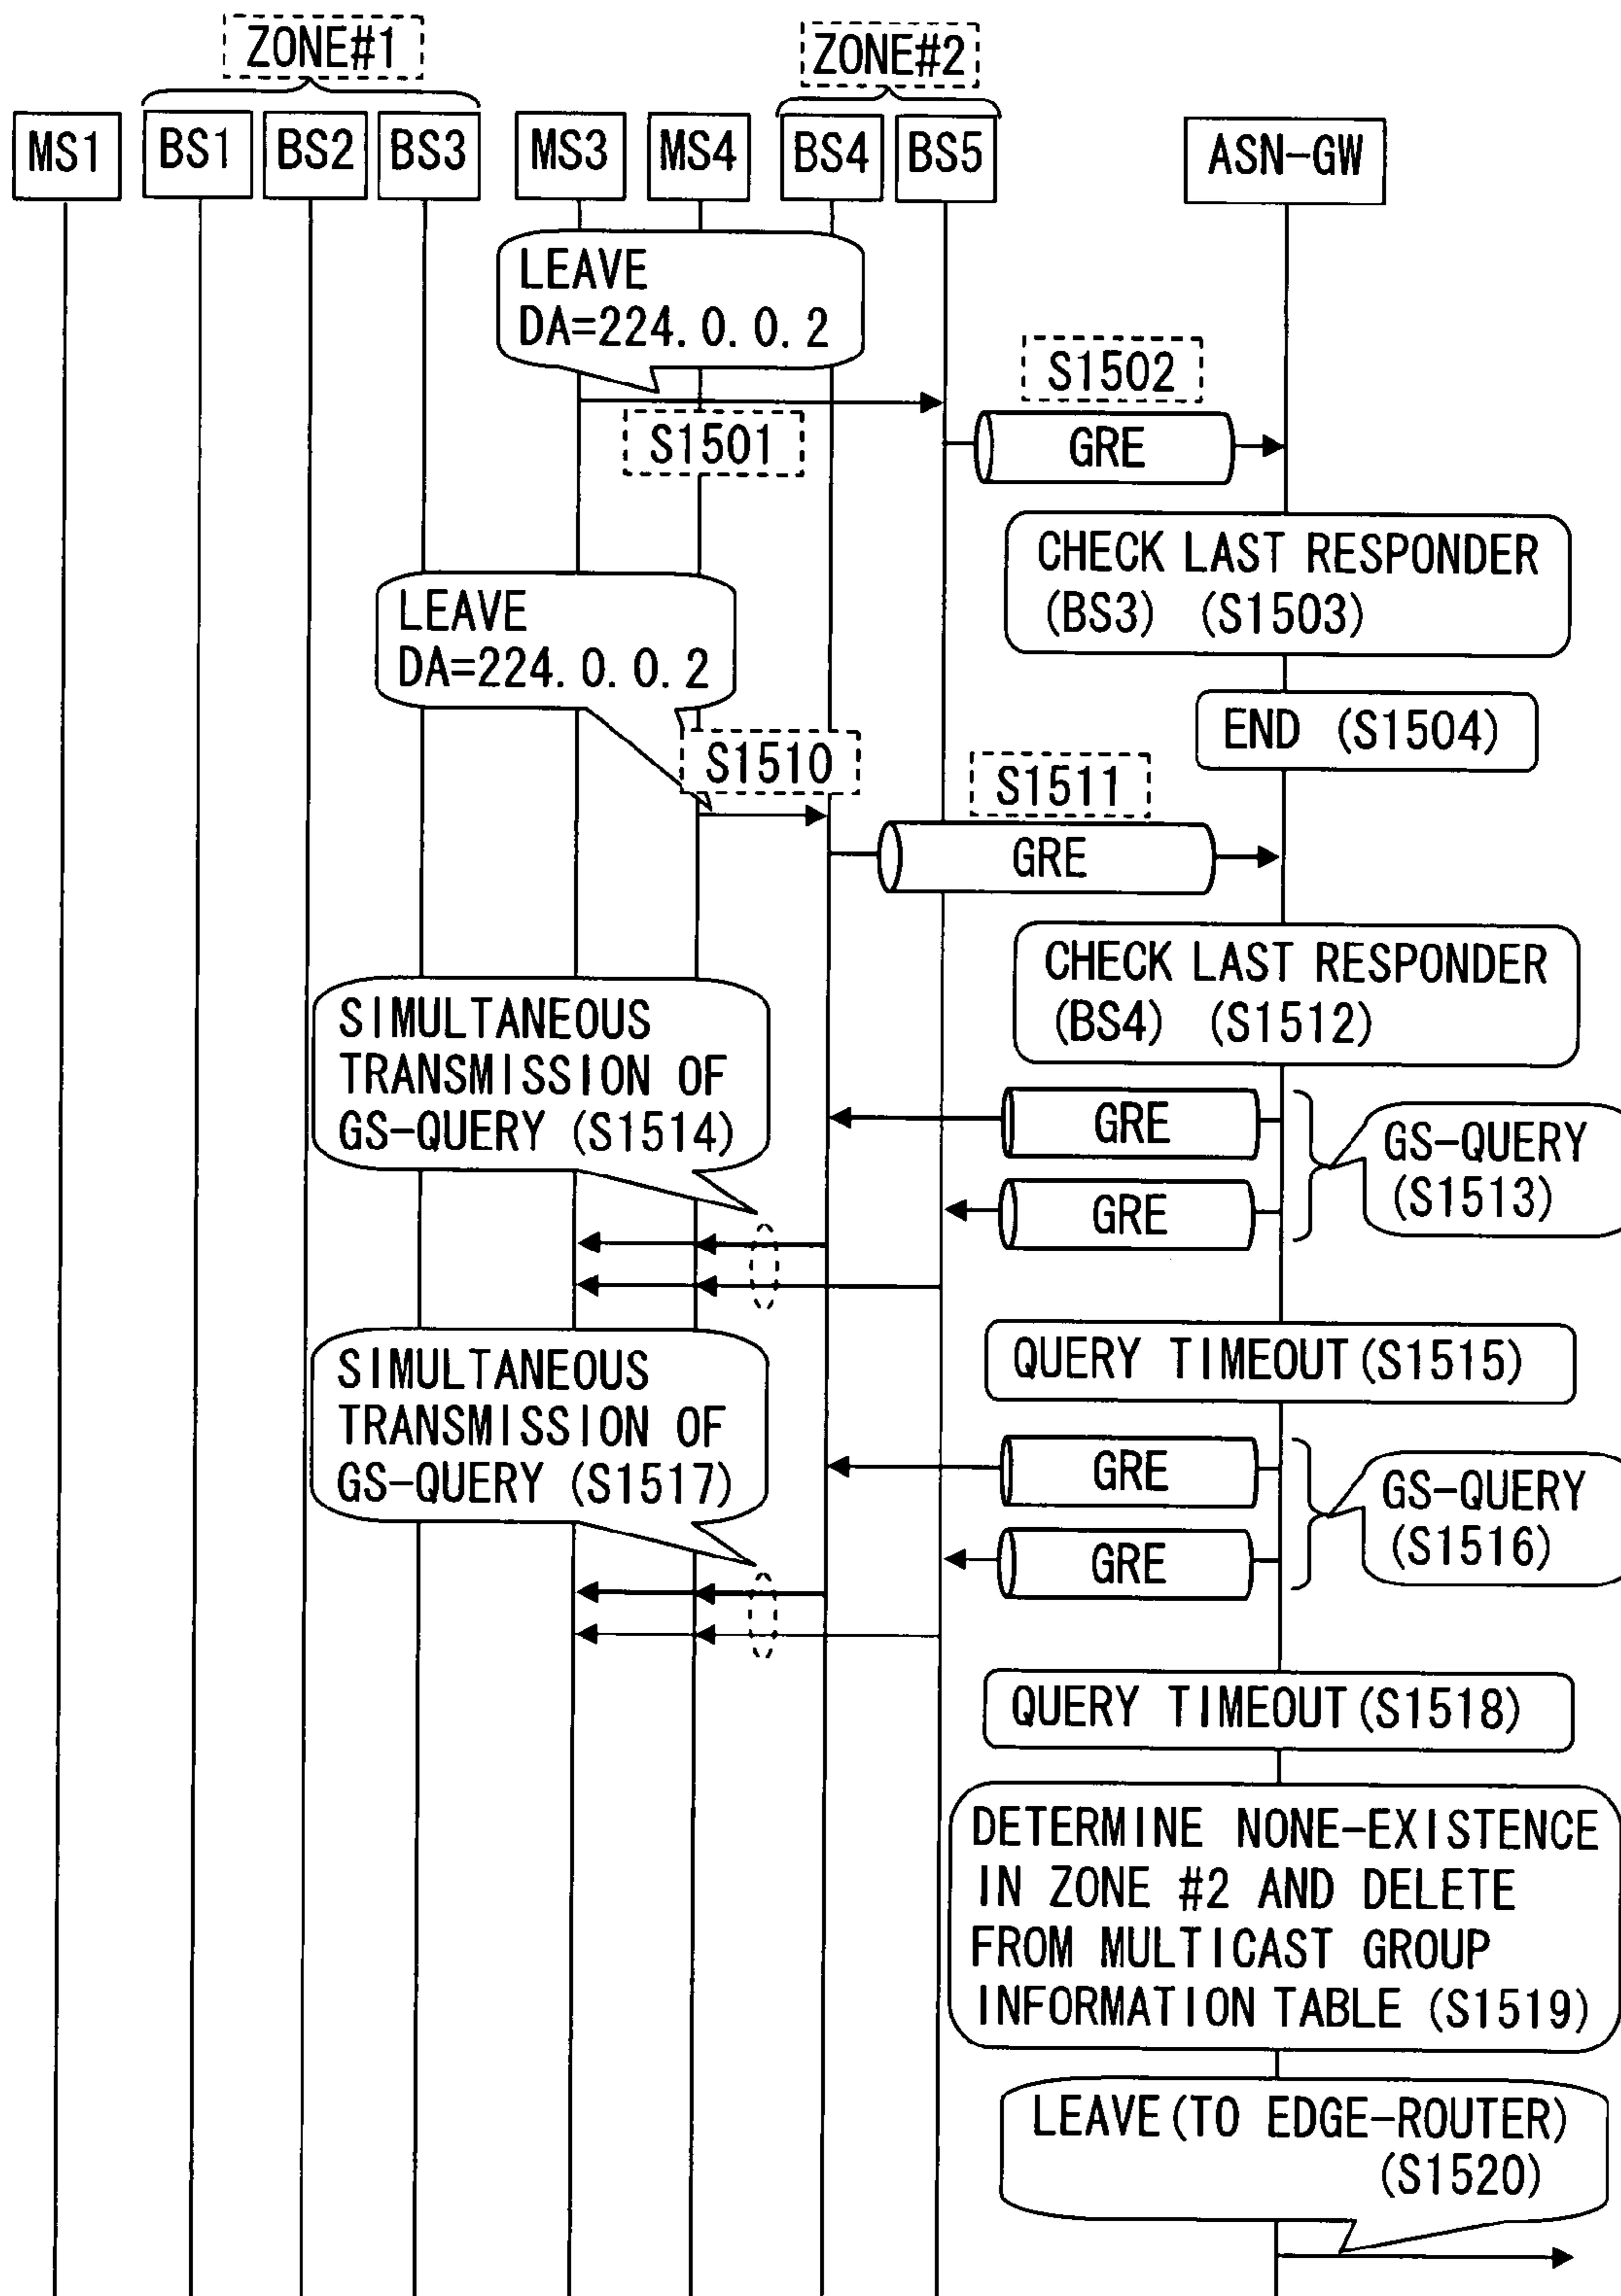 ZONE#1
ZONE#2
MS1
BS1
BS2
BS3
MS3
MS4
BS4
BS5
ASN-GW
LEAVE
DA=224.0.0.2
S1501
S1502
GRE
CHECK LAST RESPONDER
(BS3) (S1503)
END (S1504)
LEAVE
DA=224.0.0.2
S1510
S1511
GRE
CHECK LAST RESPONDER
(BS4) (S1512)
GRE
GRE
GS-QUERY
(S1513)
SIMULTANEOUS
TRANSMISSION OF
GS-QUERY (S1514)
QUERY TIMEOUT(S1515)
GRE
GRE
GS-QUERY
(S1516)
SIMULTANEOUS
TRANSMISSION OF
GS-QUERY (S1517)
QUERY TIMEOUT(S1518)
DETERMINE NONE-EXISTENCE
IN ZONE #2 AND DELETE
FROM MULTICAST GROUP
INFORMATION TABLE (S1519)
LEAVE(TO EDGE-ROUTER)
(S1520)